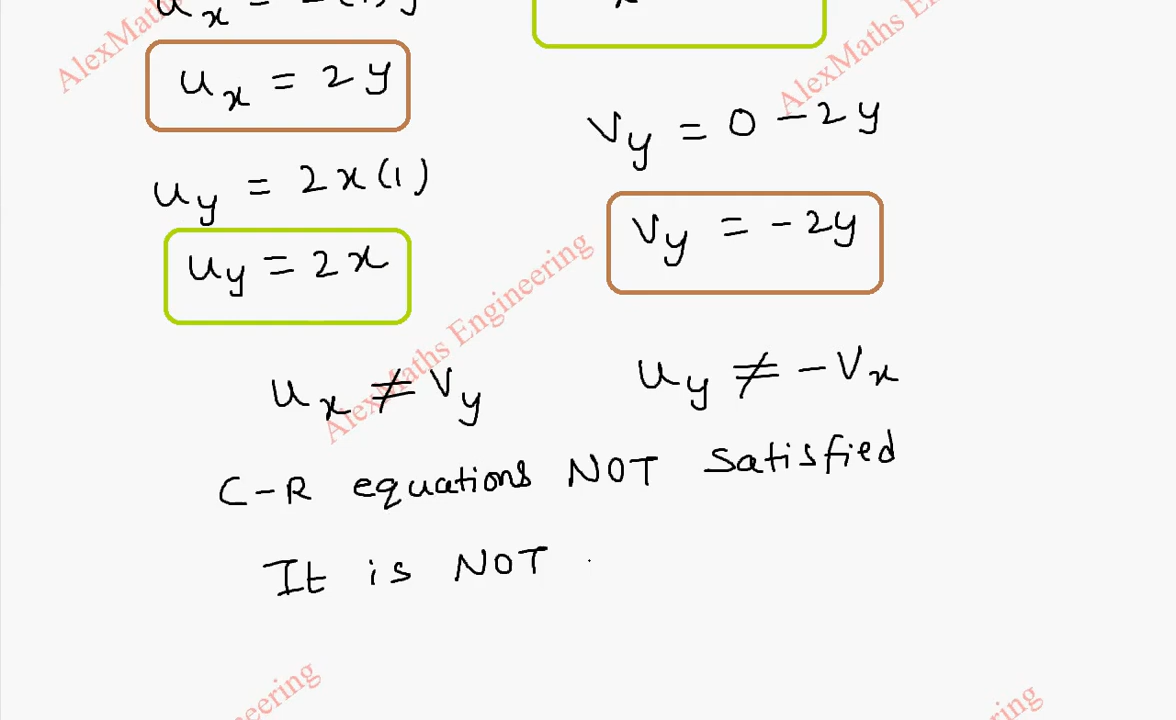 u_x = 2y
v_y = 0 - 2y
u_y = 2x(1)
v_y = -2y
u_y = 2x
u_x ≠ v_y
u_y ≠ -v_x
C-R equations NOT satisfied
It is NOT
AlexMaths Engineering